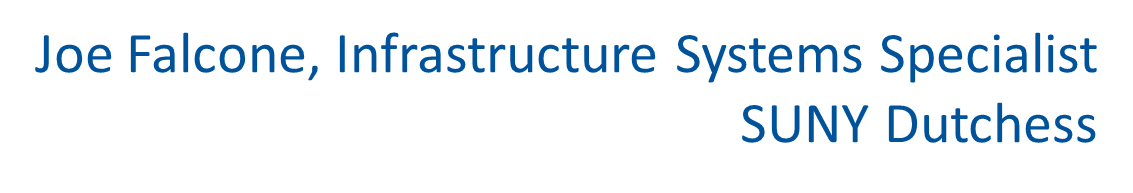 Joe Falcone, Infrastructure Systems Specialist
SUNY Dutchess